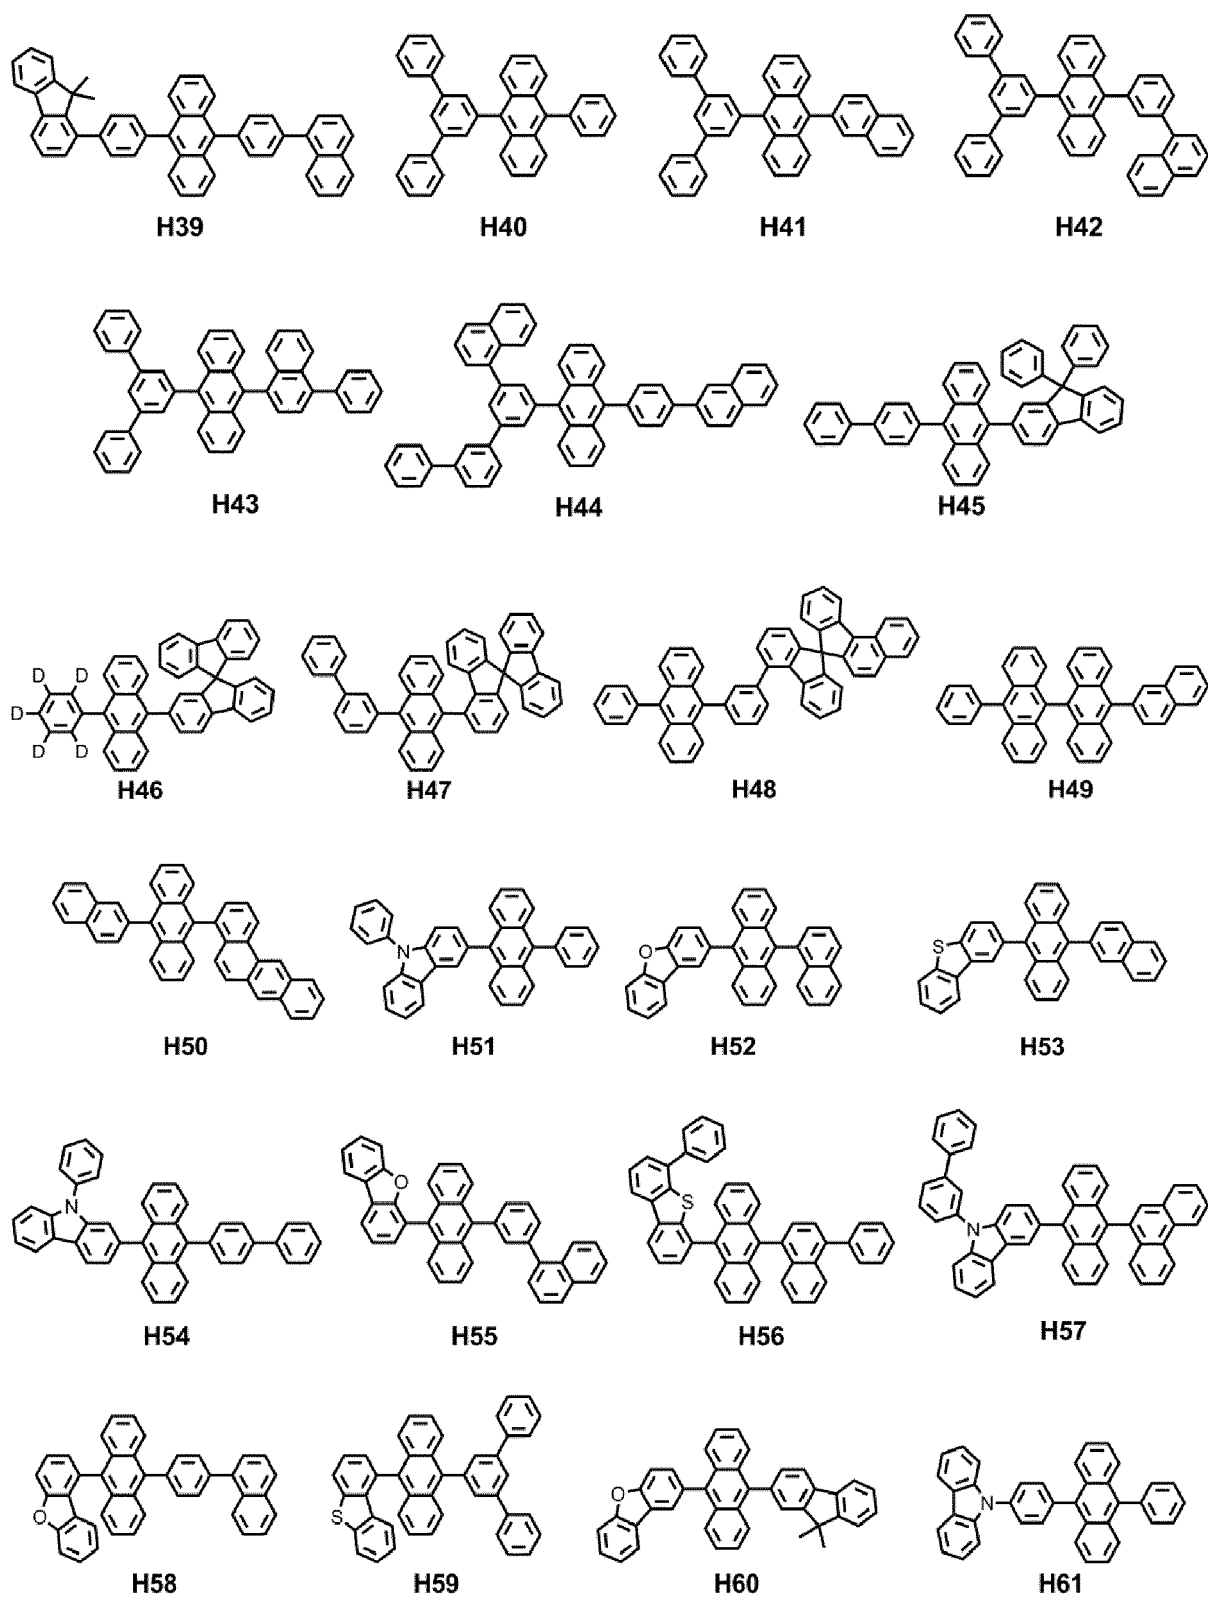 H39 H40 H41 H42
H43 H44 H45
D D
D
D D
H46 H47 H48 H49
N O S
H50 H51 H52 H53
O
N S N
H54 H55 H56 H57
O S O N
H58 H59 H60 H61